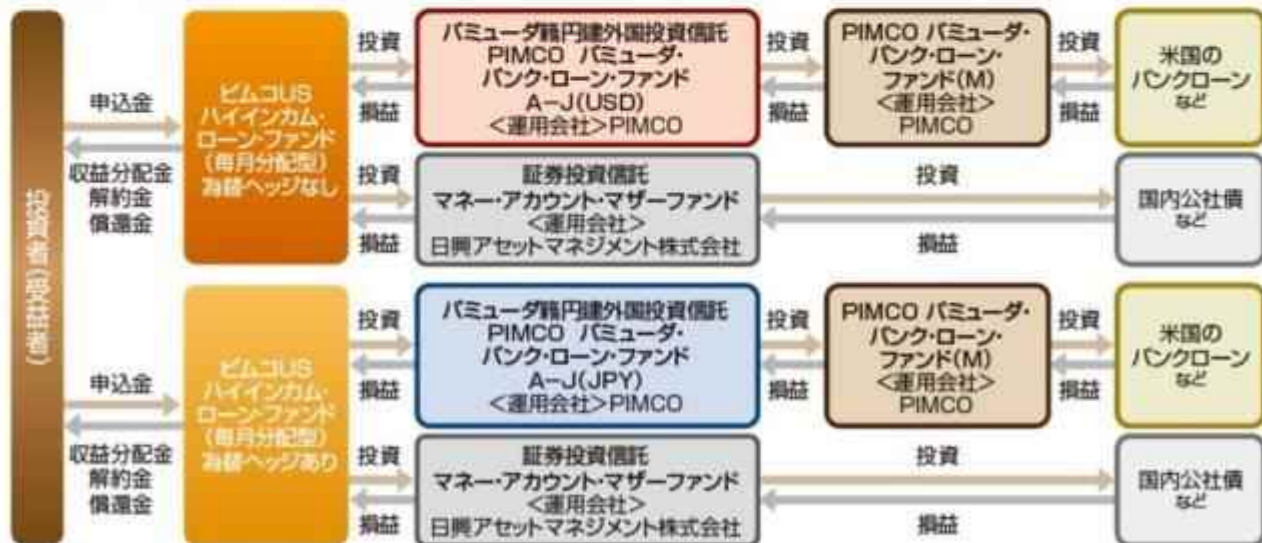 投資者(受益者)
申込金
収益分配金
解約金
償還金
ピムコUS
ハイインカム・
ローン・ファンド
(毎月分配型)
為替ヘッジなし
投資
損益
バミューダ籍円建外国投資信託
PIMCO バミューダ・
バンク・ローン・ファンド
A-J(USD)
<運用会社>PIMCO
投資
損益
PIMCO バミューダ・
バンク・ローン・
ファンド(M)
<運用会社>
PIMCO
投資
損益
米国の
バンクローン
など
投資
損益
証券投資信託
マネー・アカウント・マザーファンド
<運用会社>
日興アセットマネジメント株式会社
投資
損益
国内公社債
など
申込金
収益分配金
解約金
償還金
ピムコUS
ハイインカム・
ローン・ファンド
(毎月分配型)
為替ヘッジあり
投資
損益
バミューダ籍円建外国投資信託
PIMCO バミューダ・
バンク・ローン・ファンド
A-J(JPY)
<運用会社>PIMCO
投資
損益
PIMCO バミューダ・
バンク・ローン・
ファンド(M)
<運用会社>
PIMCO
投資
損益
米国の
バンクローン
など
投資
損益
証券投資信託
マネー・アカウント・マザーファンド
<運用会社>
日興アセットマネジメント株式会社
投資
損益
国内公社債
など